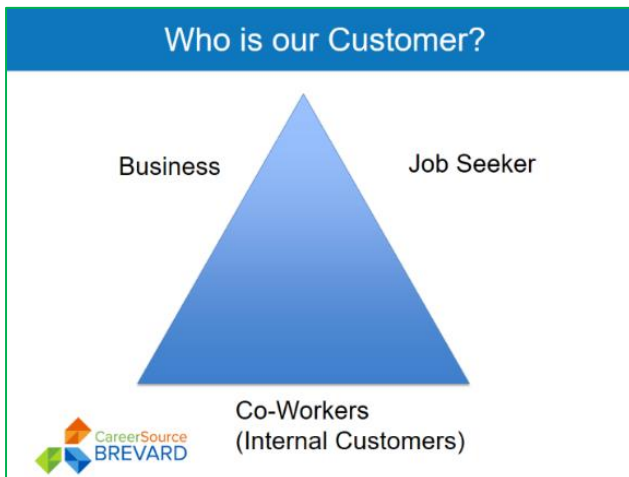 Who is our Customer?
Business
Job Seeker
Co-Workers
(Internal Customers)
CareerSource
BREVARD